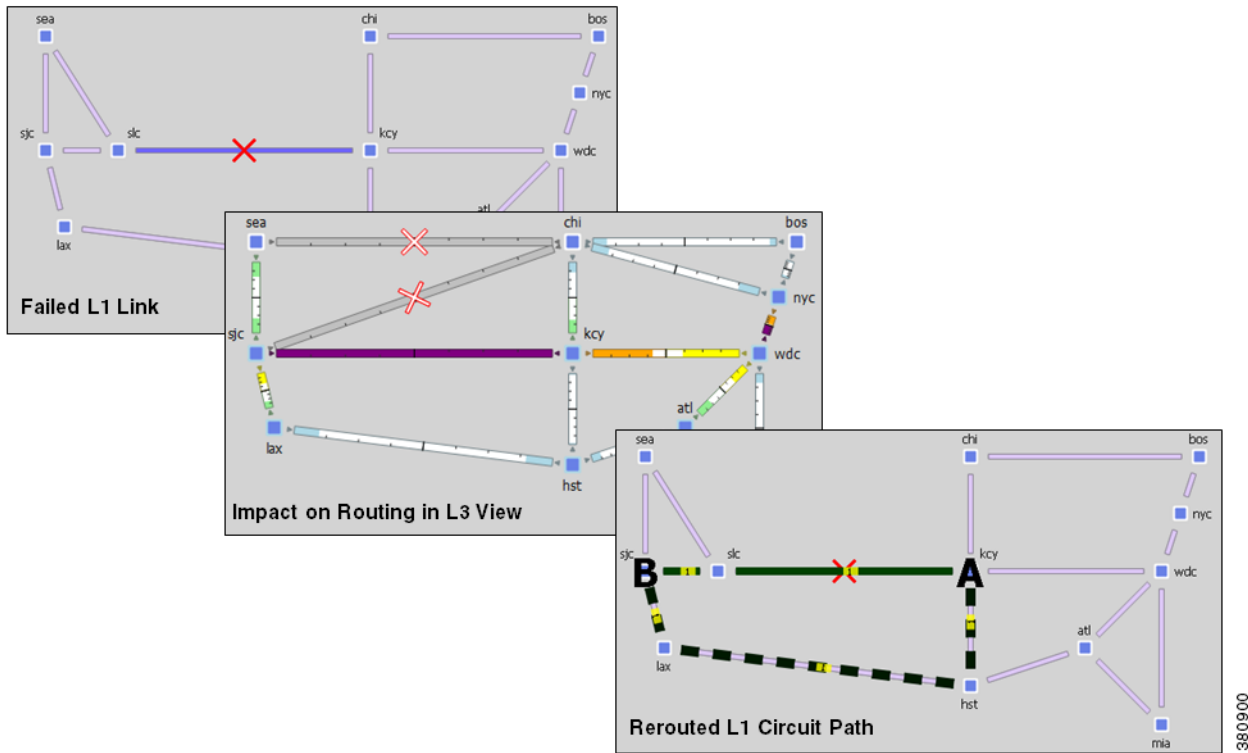 sea
chi
bos
nyc
sjc
slc
kcy
wdc
atl
lax
Failed L1 Link
sea
chi
bos
nyc
sjc
kcy
wdc
atl
lax
hst
Impact on Routing in L3 View
sea
chi
bos
nyc
sjc
slc
kcy
B
1
1
A
wdc
atl
lax
hst
mia
Rerouted L1 Circuit Path
380900